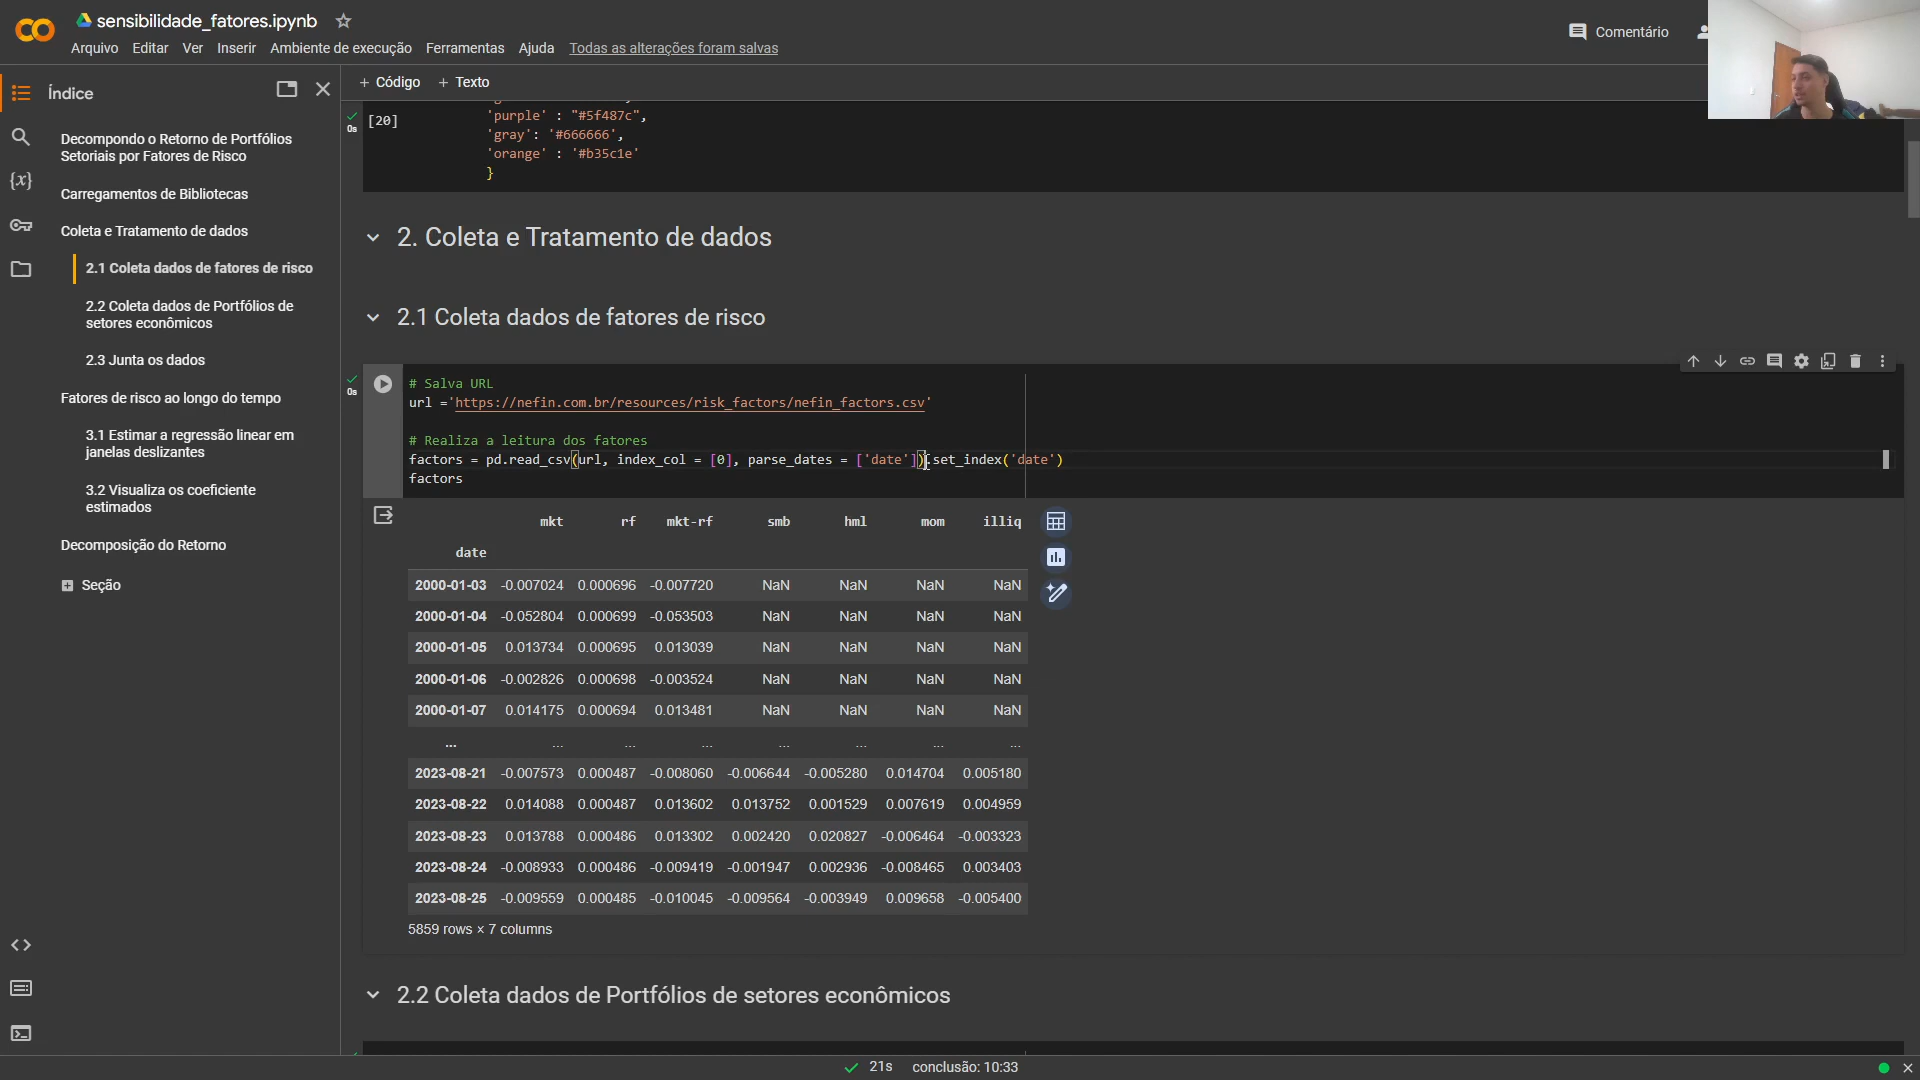 sensibilidade_fatores.ipynb
Arquivo Editar Ver Inserir Ambiente de execução Ferramentas Ajuda Todas as alterações foram salvas
Comentário
Índice
+ Código + Texto
Decompondo o Retorno de Portfólios
Setoriais por Fatores de Risco
Carregamentos de Bibliotecas
Coleta e Tratamento de dados
2.1 Coleta dados de fatores de risco
2.2 Coleta dados de Portfólios de
setores econômicos
2.3 Junta os dados
Fatores de risco ao longo do tempo
3.1 Estimar a regressão linear em
janelas deslizantes
3.2 Visualiza os coeficiente
estimados
Decomposição do Retorno
Seção
0s
[20]
'purple' : "#5f487c",
'gray': '#666666',
'orange' : '#b35c1e'
}
2. Coleta e Tratamento de dados
2.1 Coleta dados de fatores de risco
0s
# Salva URL
url ='https://nefin.com.br/resources/risk_factors/nefin_factors.csv'
# Realiza a leitura dos fatores
factors = pd.read_csv(url, index_col = [0], parse_dates = ['date']).set_index('date')
factors
mkt rf mkt-rf smb hml mom illiq
date
2000-01-03 -0.007024 0.000696 -0.007720 NaN NaN NaN NaN
2000-01-04 -0.052804 0.000699 -0.053503 NaN NaN NaN NaN
2000-01-05 0.013734 0.000695 0.013039 NaN NaN NaN NaN
2000-01-06 -0.002826 0.000698 -0.003524 NaN NaN NaN NaN
2000-01-07 0.014175 0.000694 0.013481 NaN NaN NaN NaN
... ... ... ... ... ... ... ...
2023-08-21 -0.007573 0.000487 -0.008060 -0.006644 -0.005280 0.014704 0.005180
2023-08-22 0.014088 0.000487 0.013602 0.013752 0.001529 0.007619 0.004959
2023-08-23 0.013788 0.000486 0.013302 0.002420 0.020827 -0.006464 -0.003323
2023-08-24 -0.008933 0.000486 -0.009419 -0.001947 0.002936 -0.008465 0.003403
2023-08-25 -0.009559 0.000485 -0.010045 -0.009564 -0.003949 0.009658 -0.005400
5859 rows × 7 columns
2.2 Coleta dados de Portfólios de setores econômicos
21s conclusão: 10:33